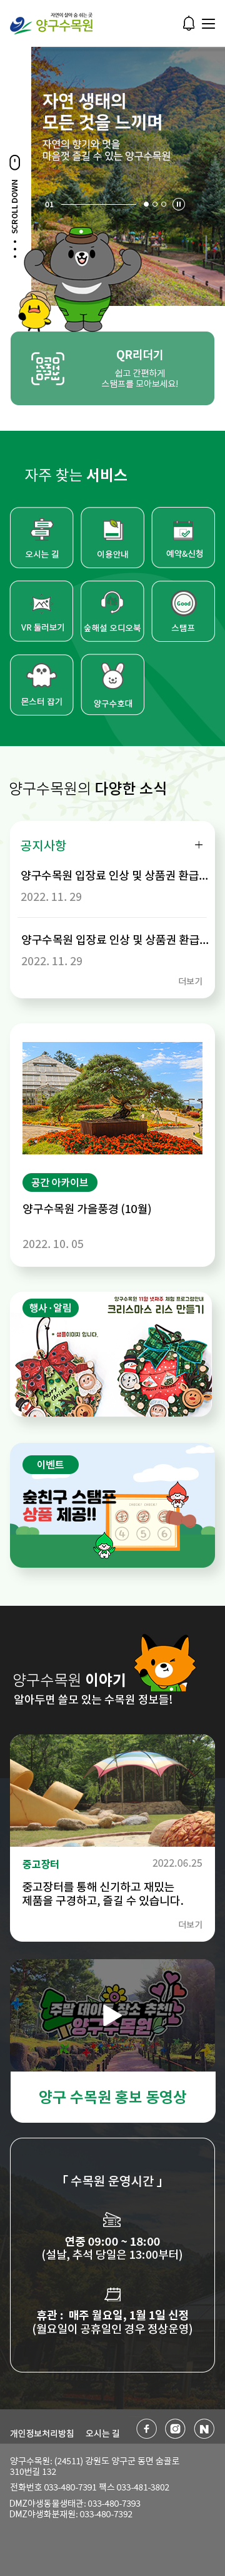 자연이 살아 숨 쉬는 곳
양구수목원
자연 생태의
모든 것을 느끼며
자연의 향기와 멋을
마음껏 즐길 수 있는 양구수목원
01
SCROLL DOWN
QR리더기
쉽고 간편하게
스탬프를 모아보세요!
자주 찾는 서비스
오시는 길
이용안내
예약&신청
VR 둘러보기
숲해설 오디오북
Good
스탬프
몬스터 잡기
양구수호대
양구수목원의 다양한 소식
공지사항
양구수목원 입장료 인상 및 상품권 환급...
2022. 11. 29
양구수목원 입장료 인상 및 상품권 환급...
2022. 11. 29
더보기
공간 아카이브
양구수목원 가을풍경 (10월)
2022. 10. 05
행사·알림
양구수목원 11월 넷째주 체험 프로그램안내
크리스마스 리스 만들기
* 샘플이미지 입니다.
이벤트
숲친구 스탬프
상품 제공!!
양구수목원 이야기
알아두면 쓸모 있는 수목원 정보들!
중고장터
2022.06.25
중고장터를 통해 신기하고 재밌는
제품을 구경하고, 즐길 수 있습니다.
더보기
주말 데이트 장소 추천
양구수목원
양구 수목원 홍보 동영상
「 수목원 운영시간 」
연중 09:00 ~ 18:00
(설날, 추석 당일은 13:00부터)
휴관 : 매주 월요일, 1월 1일 신정
(월요일이 공휴일인 경우 정상운영)
개인정보처리방침
오시는 길
양구수목원: (24511) 강원도 양구군 동면 숨골로
310번길 132
전화번호 033-480-7391 팩스 033-481-3802
DMZ야생동물생태관: 033-480-7393
DMZ야생화분재원: 033-480-7392